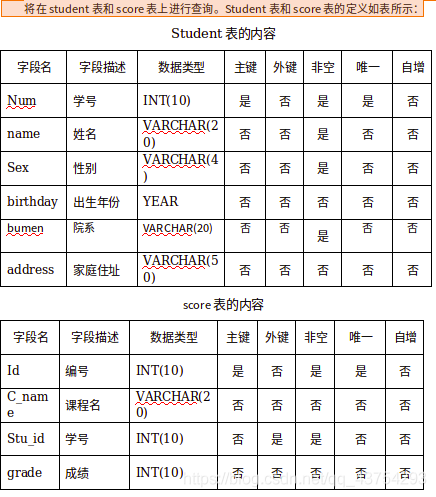 将在 student 表和 score 表上进行查询。Student 表和 score 表的定义如表所示：
Student 表的内容
字段名 字段描述 数据类型 主键 外键 非空 唯一 自增
Num 学号 INT(10) 是 否 是 是 否
name 姓名 VARCHAR(20) 否 否 是 否 否
Sex 性别 VARCHAR(4) 否 否 是 否 否
birthday 出生年份 YEAR 否 否 否 否 否
bumen 院系 VARCHAR(20) 否 否 是 否 否
address 家庭住址 VARCHAR(50) 否 否 否 否 否
score 表的内容
字段名 字段描述 数据类型 主键 外键 非空 唯一 自增
Id 编号 INT(10) 是 否 是 是 否
C_name 课程名 VARCHAR(20) 否 否 否 否 否
Stu_id 学号 INT(10) 否 是 是 否 否
grade 成绩 INT(10) 否 否 否 否 否